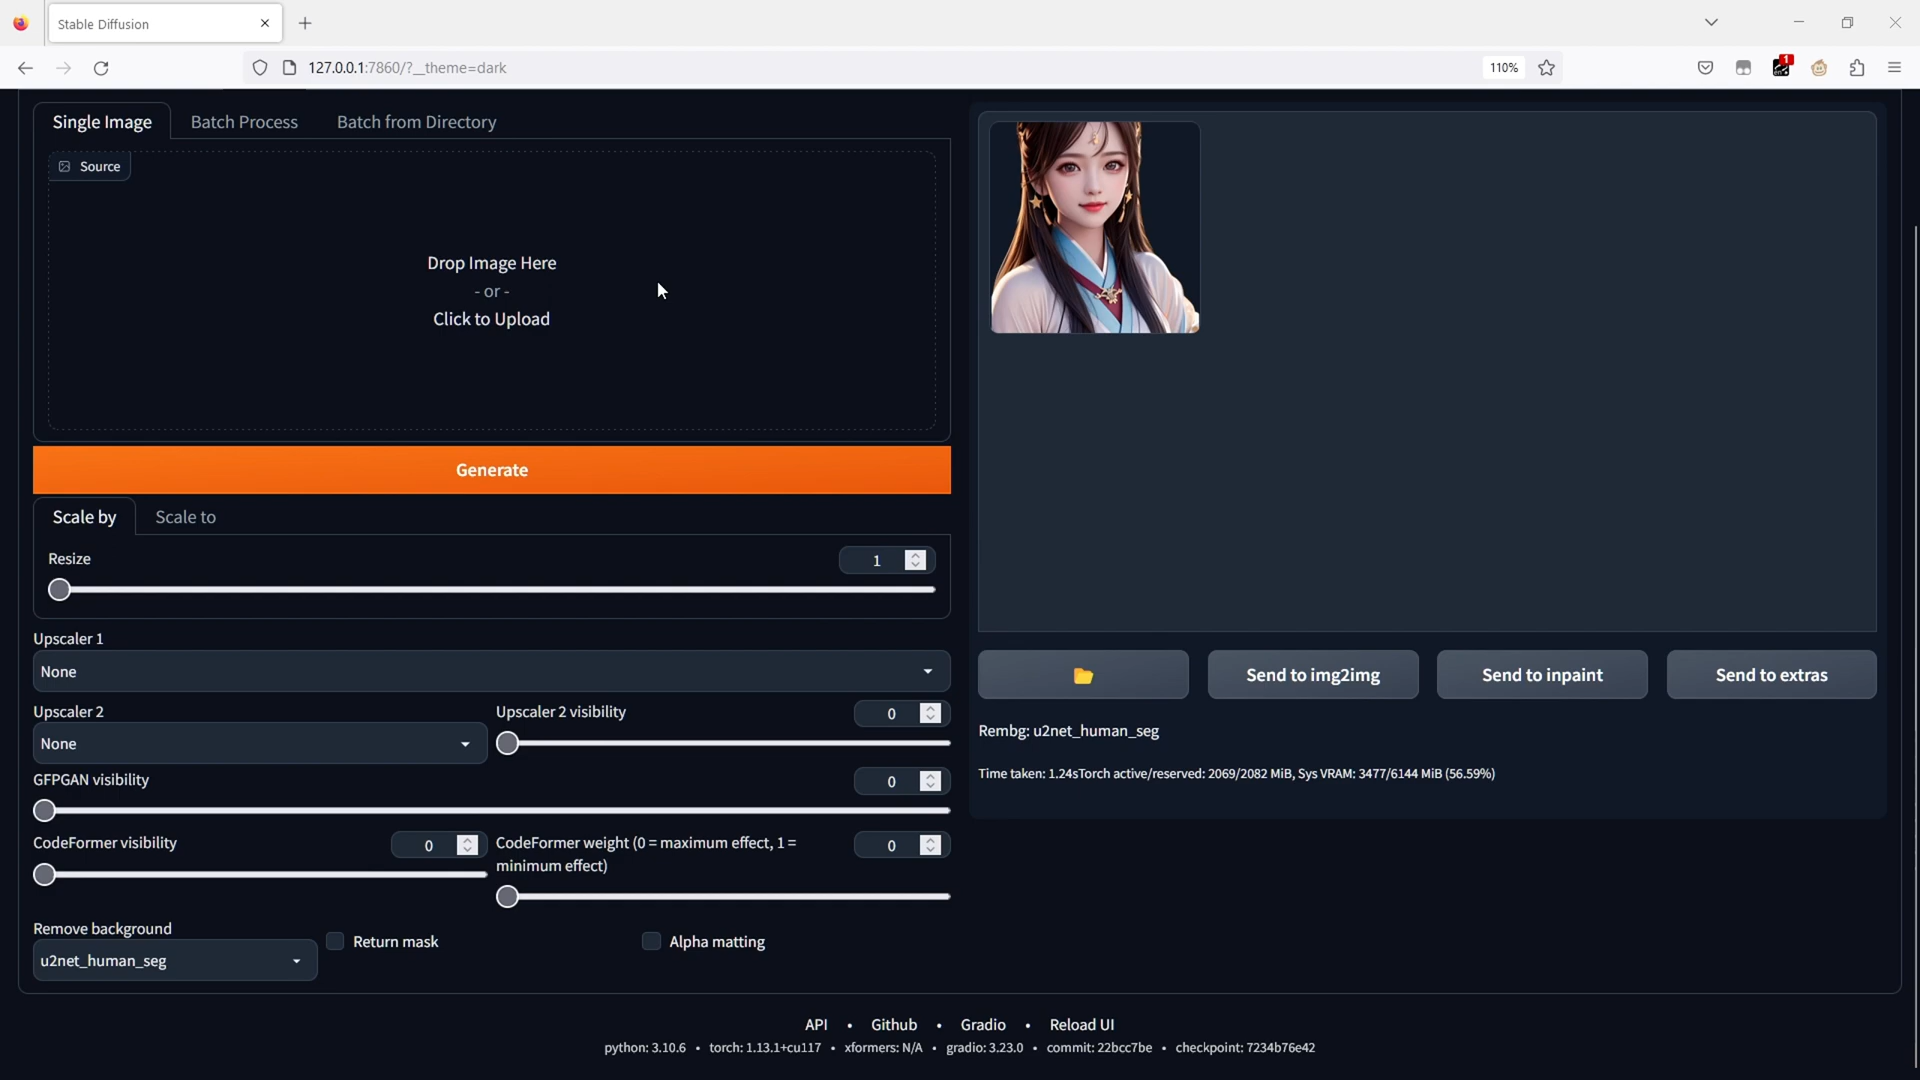 Stable Diffusion
127.0.0.1:7860/?__theme=dark
110%
1
Single Image
Batch Process
Batch from Directory
Source
Drop Image Here
- or -
Click to Upload
Generate
Scale by
Scale to
Resize
1
Upscaler 1
None
Upscaler 2
None
Upscaler 2 visibility
0
GFPGAN visibility
0
CodeFormer visibility
0
CodeFormer weight (0 = maximum effect, 1 =
minimum effect)
0
Remove background
u2net_human_seg
Return mask
Alpha matting
Send to img2img
Send to inpaint
Send to extras
Rembg: u2net_human_seg
Time taken: 1.24sTorch active/reserved: 2069/2082 MiB, Sys VRAM: 3477/6144 MiB (56.59%)
API • Github • Gradio • Reload UI
python: 3.10.6 • torch: 1.13.1+cu117 • xformers: N/A • gradio: 3.23.0 • commit: 22bcc7be • checkpoint: 7234b76e42